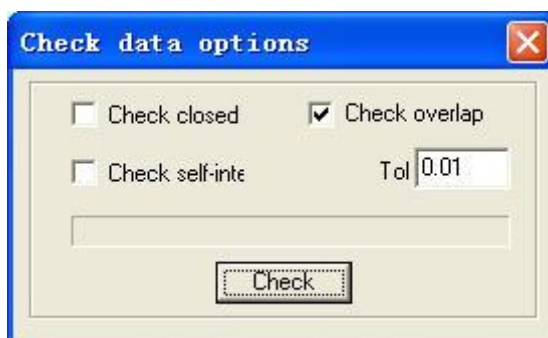 Check data options
Check closed
Check overlap
Check self-inte
Tol 0.01
Check